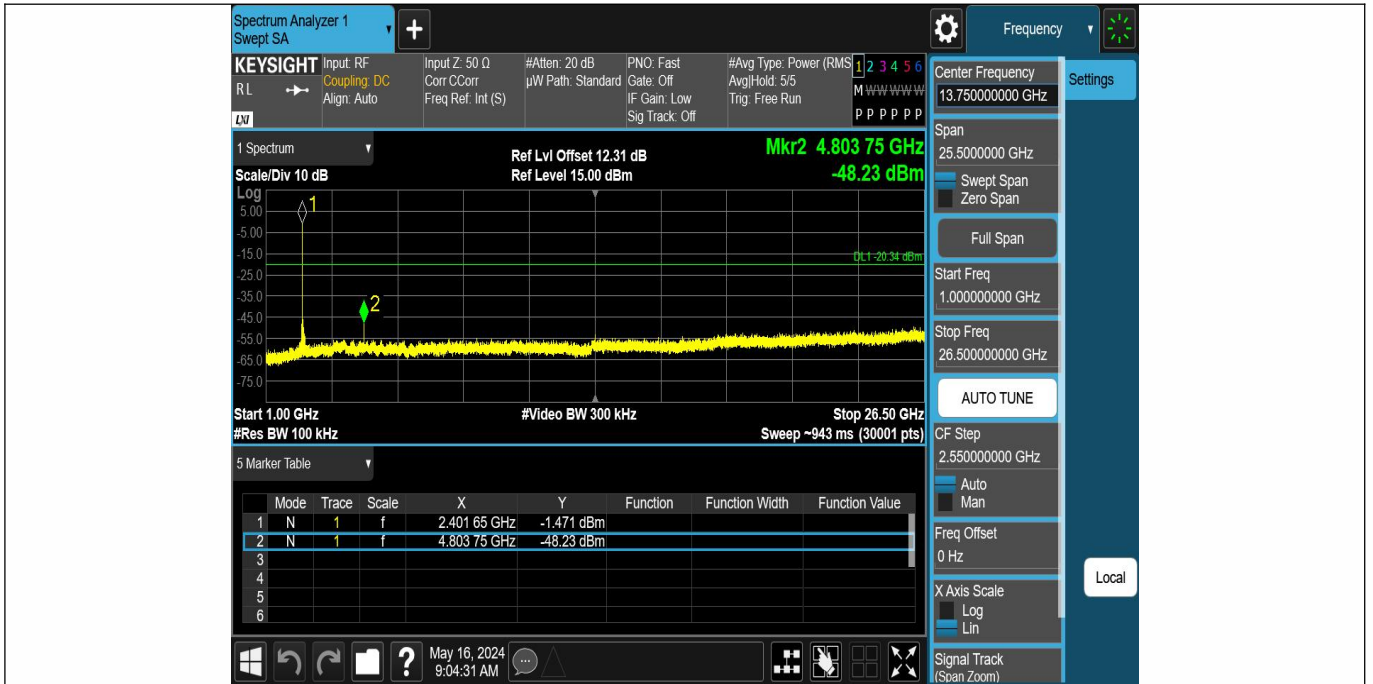 Spectrum Analyzer 1
Swept SA
Frequency
KEYSIGHT
RL
LXI
Input: RF
Coupling: DC
Align: Auto
Input Z: 50 Ω
Corr CCorr
Freq Ref: Int (S)
#Atten: 20 dB
µW Path: Standard
PNO: Fast
Gate: Off
IF Gain: Low
Sig Track: Off
#Avg Type: Power (RMS
Avg|Hold: 5/5
Trig: Free Run
1 2 3 4 5 6
M W W W W W
P P P P P P
1 Spectrum
Scale/Div 10 dB
Ref Lvl Offset 12.31 dB
Ref Level 15.00 dBm
Mkr2 4.803 75 GHz
-48.23 dBm
Log
5.00
-5.00
-15.0
-25.0
-35.0
-45.0
-55.0
-65.0
-75.0
1
2
DL1 -20.34 dBm
Start 1.00 GHz
#Res BW 100 kHz
#Video BW 300 kHz
Stop 26.50 GHz
Sweep ~943 ms (30001 pts)
5 Marker Table
Mode Trace Scale X Y Function Function Width Function Value
1 N 1 f 2.401 65 GHz -1.471 dBm
2 N 1 f 4.803 75 GHz -48.23 dBm
3
4
5
6
May 16, 2024
9:04:31 AM
Center Frequency
13.750000000 GHz
Settings
Span
25.5000000 GHz
Swept Span
Zero Span
Full Span
Start Freq
1.000000000 GHz
Stop Freq
26.500000000 GHz
AUTO TUNE
CF Step
2.550000000 GHz
Auto
Man
Freq Offset
0 Hz
X Axis Scale
Log
Lin
Signal Track
(Span Zoom)
Local